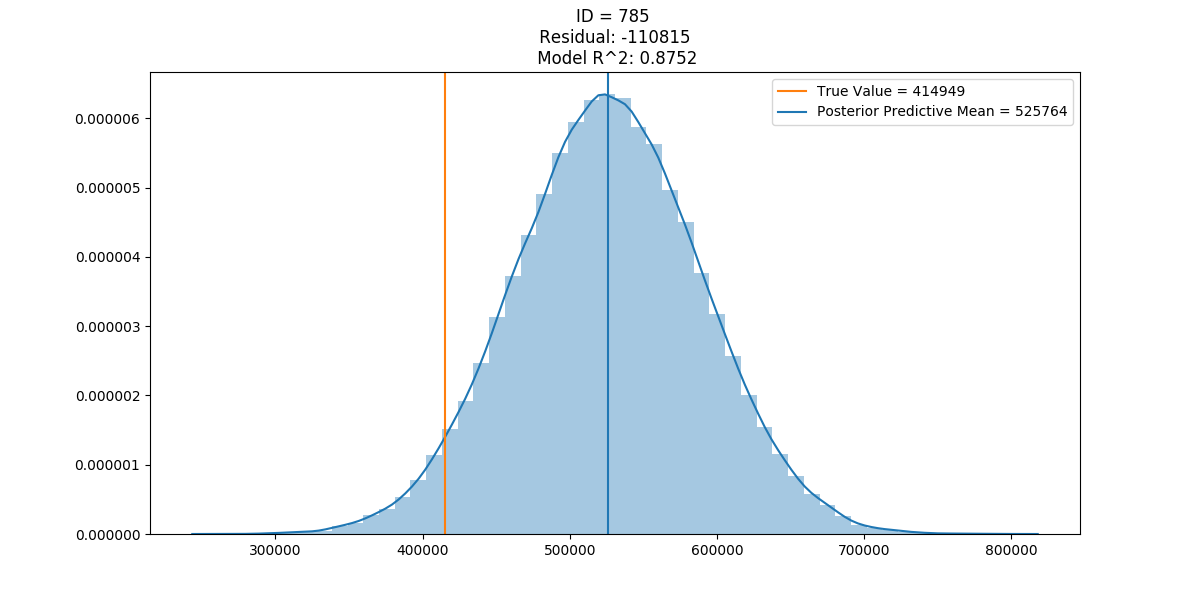 ID = 785
Residual: -110815
Model R^2: 0.8752
True Value = 414949
Posterior Predictive Mean = 525764
0.000006
0.000005
0.000004
0.000003
0.000002
0.000001
0.000000
300000 400000 500000 600000 700000 800000